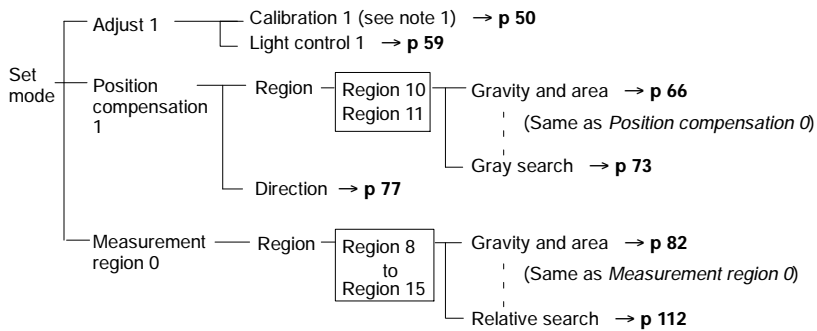 Set mode
Adjust 1
Calibration 1 (see note 1) → p 50
Light control 1 → p 59
Position compensation 1
Region
Region 10
Region 11
Gravity and area → p 66
(Same as Position compensation 0)
Gray search → p 73
Direction → p 77
Measurement region 0
Region
Region 8
to
Region 15
Gravity and area → p 82
(Same as Measurement region 0)
Relative search → p 112